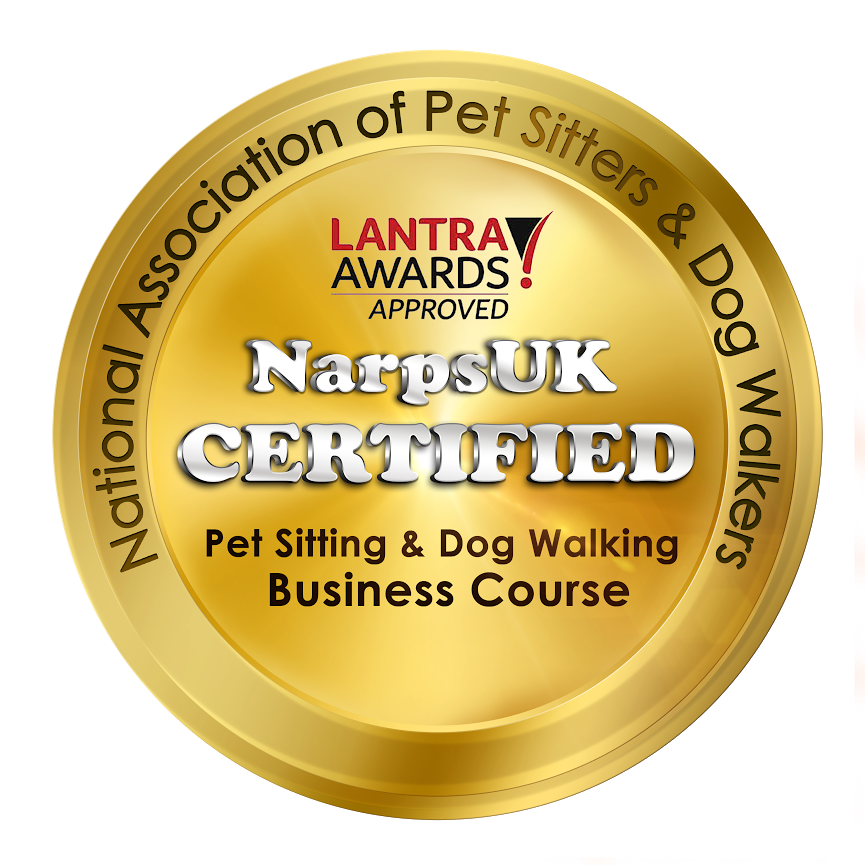 National Association of Pet Sitters & Dog Walkers
LANTRA
AWARDS
APPROVED
NarpsUK
CERTIFIED
Pet Sitting & Dog Walking
Business Course